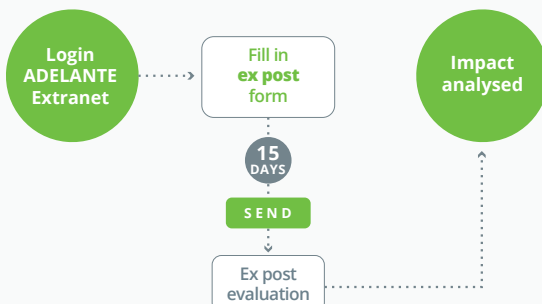 Login
ADELANTE
Extranet
Fill in
ex post
form
Impact
analysed
15
DAYS
SEND
Ex post
evaluation